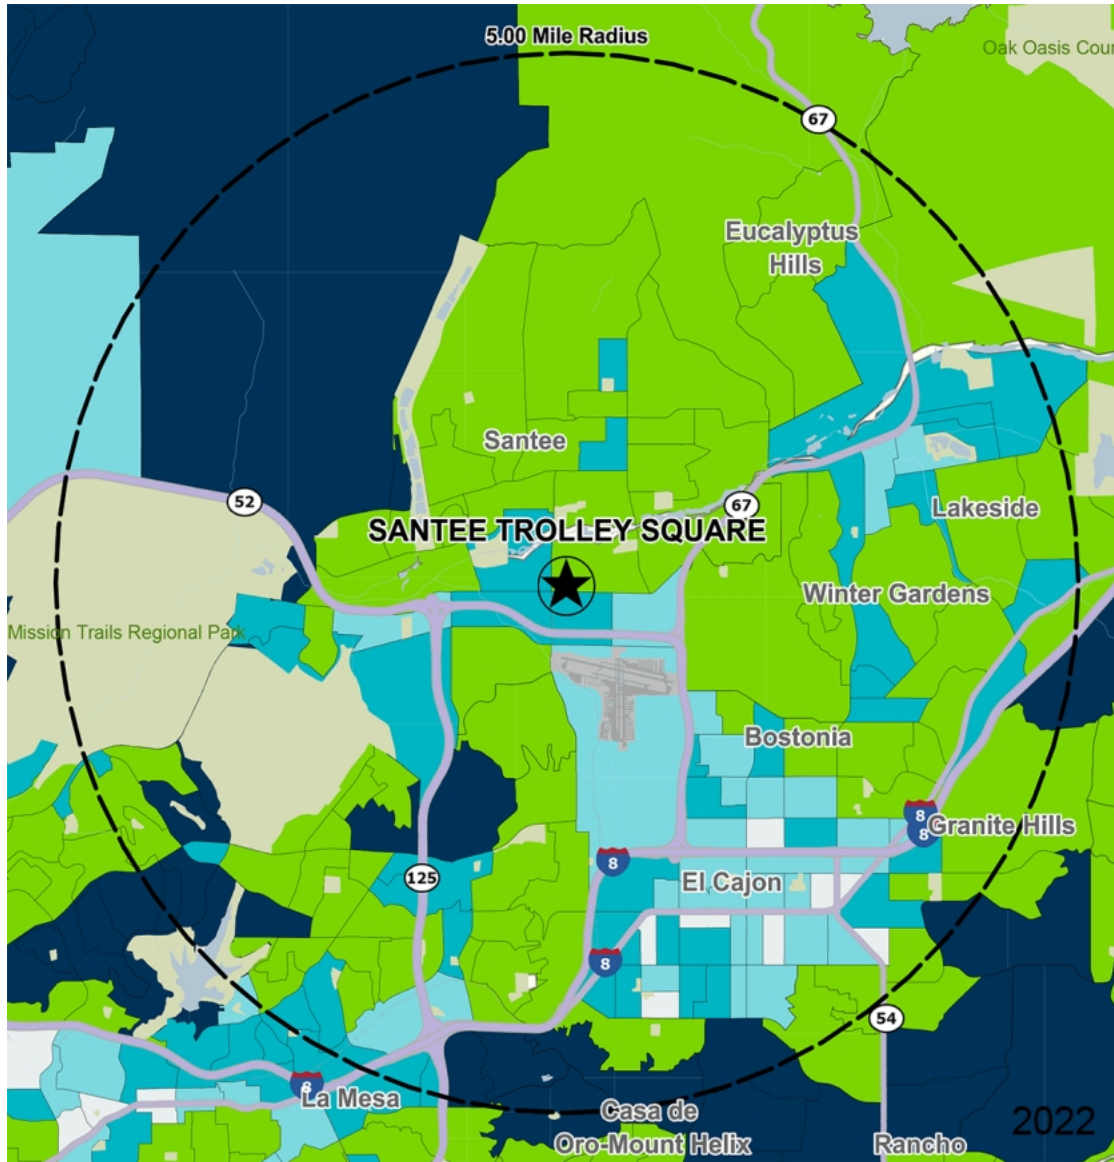 5.00 Mile Radius
Oak Oasis Coun
67
Eucalyptus
Hills
Santee
52
67
Lakeside
SANTEE TROLLEY SQUARE
Winter Gardens
Mission Trails Regional Park
Bostonia
8
8
Granite Hills
8
125
El Cajon
8
54
8
La Mesa
Casa de
Oro-Mount Helix
Rancho
2022